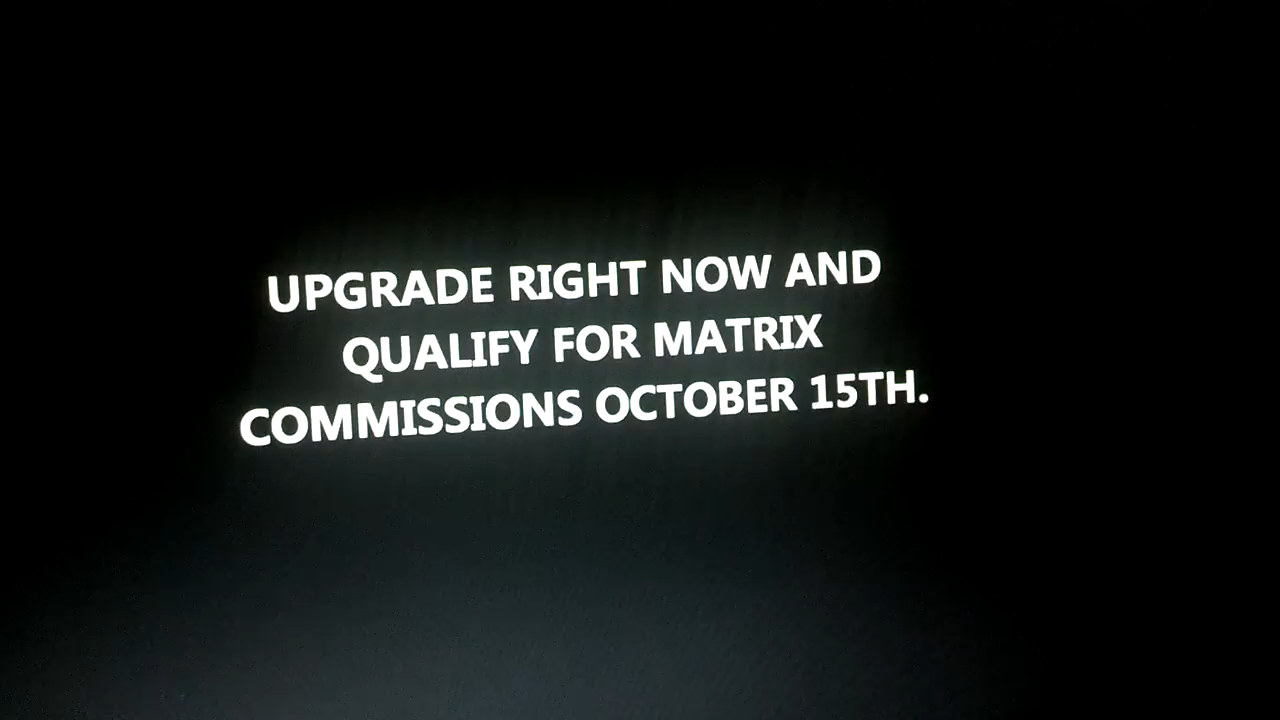 UPGRADE RIGHT NOW AND
QUALIFY FOR MATRIX
COMMISSIONS OCTOBER 15TH.